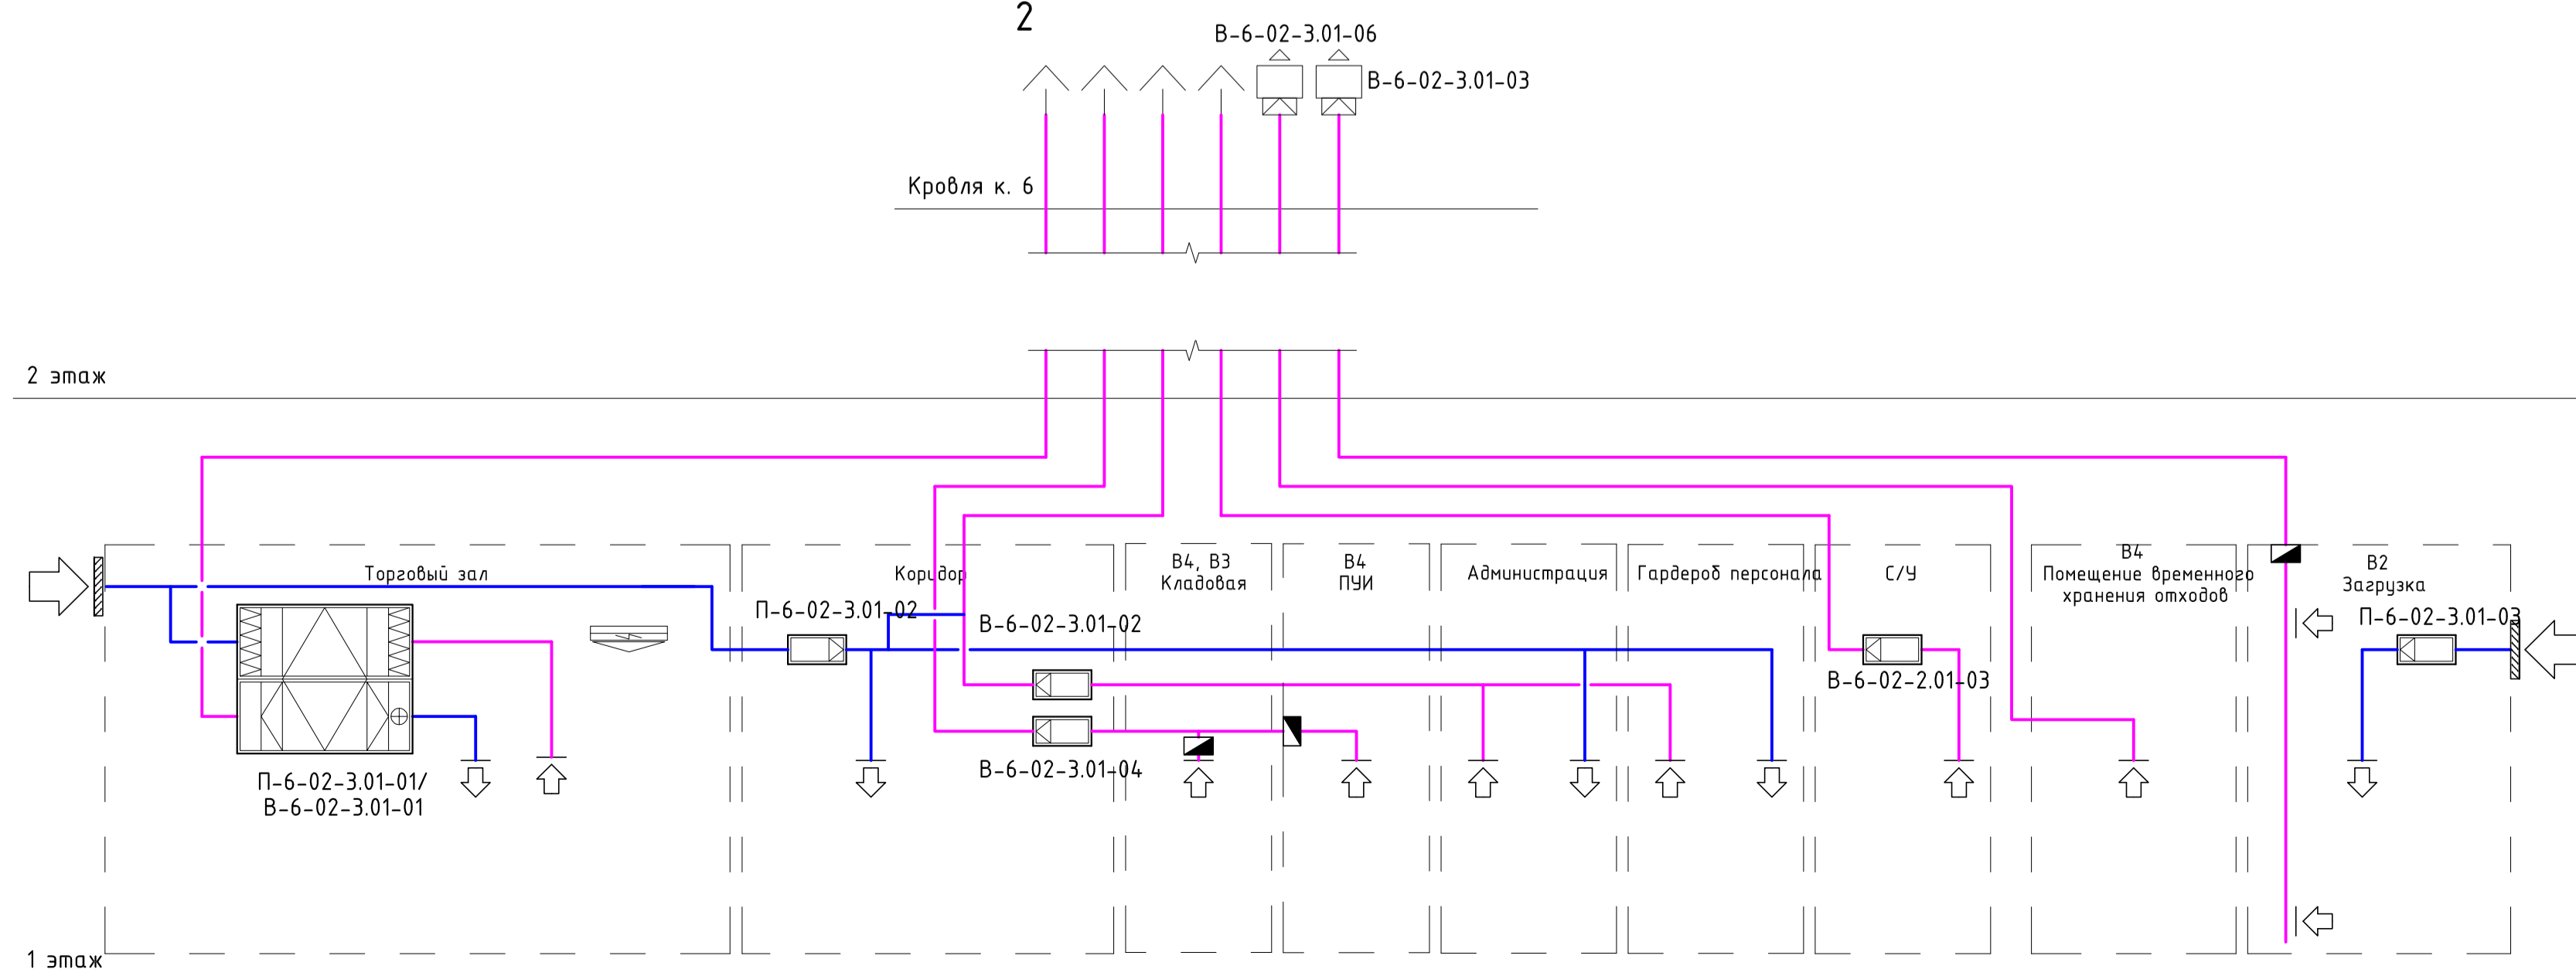 2
В-6-02-3.01-06
В-6-02-3.01-03
Кровля к. 6
2 этаж
Торговый зал
Коридор
В4, В3
Кладовая
В4
ПУИ
Администрация
Гардероб персонала
С/У
В4
Помещение временного
хранения отходов
В2
Загрузка
П-6-02-3.01-02
В-6-02-3.01-02
П-6-02-3.01-03
В-6-02-2.01-03
В-6-02-3.01-04
П-6-02-3.01-01/
В-6-02-3.01-01
1 этаж